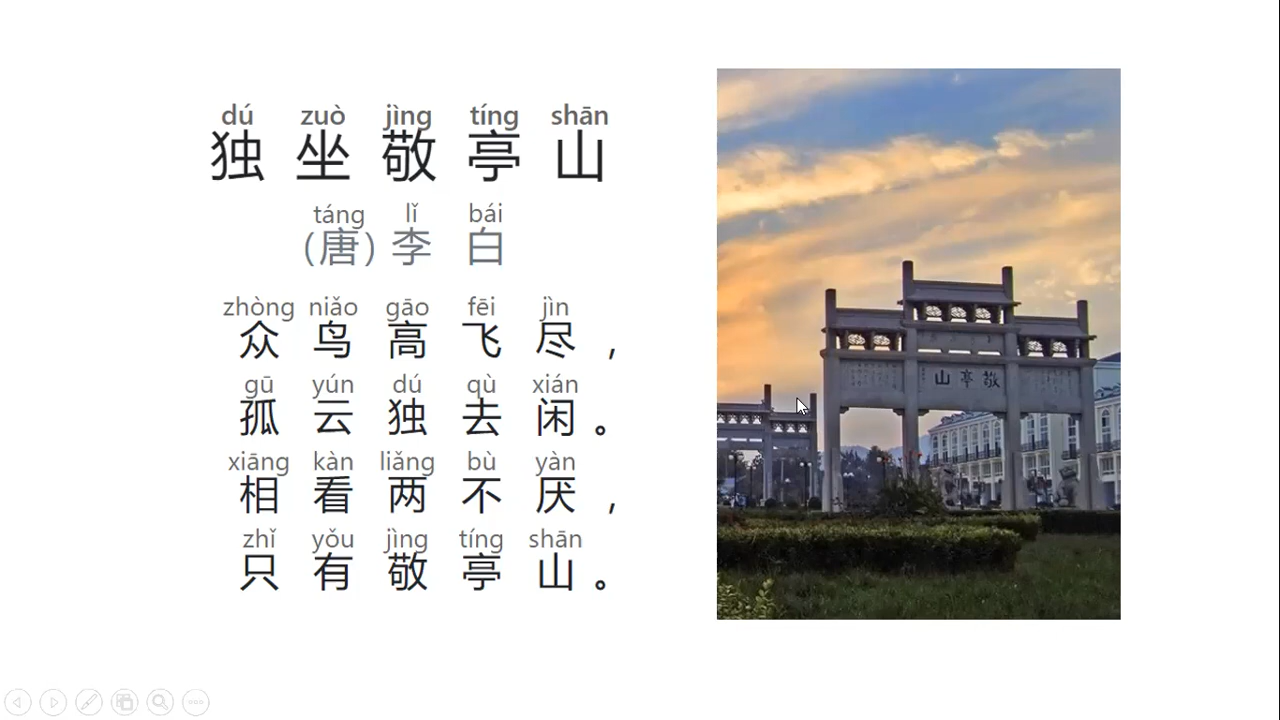 dú zuò jìng tíng shān
独坐敬亭山
táng lǐ bái
（唐）李白
zhòng niǎo gāo fēi jìn
众鸟高飞尽，
gū yún dú qù xián
孤云独去闲。
xiāng kàn liǎng bù yàn
相看两不厌，
zhǐ yǒu jìng tíng shān
只有敬亭山。
山亭敬